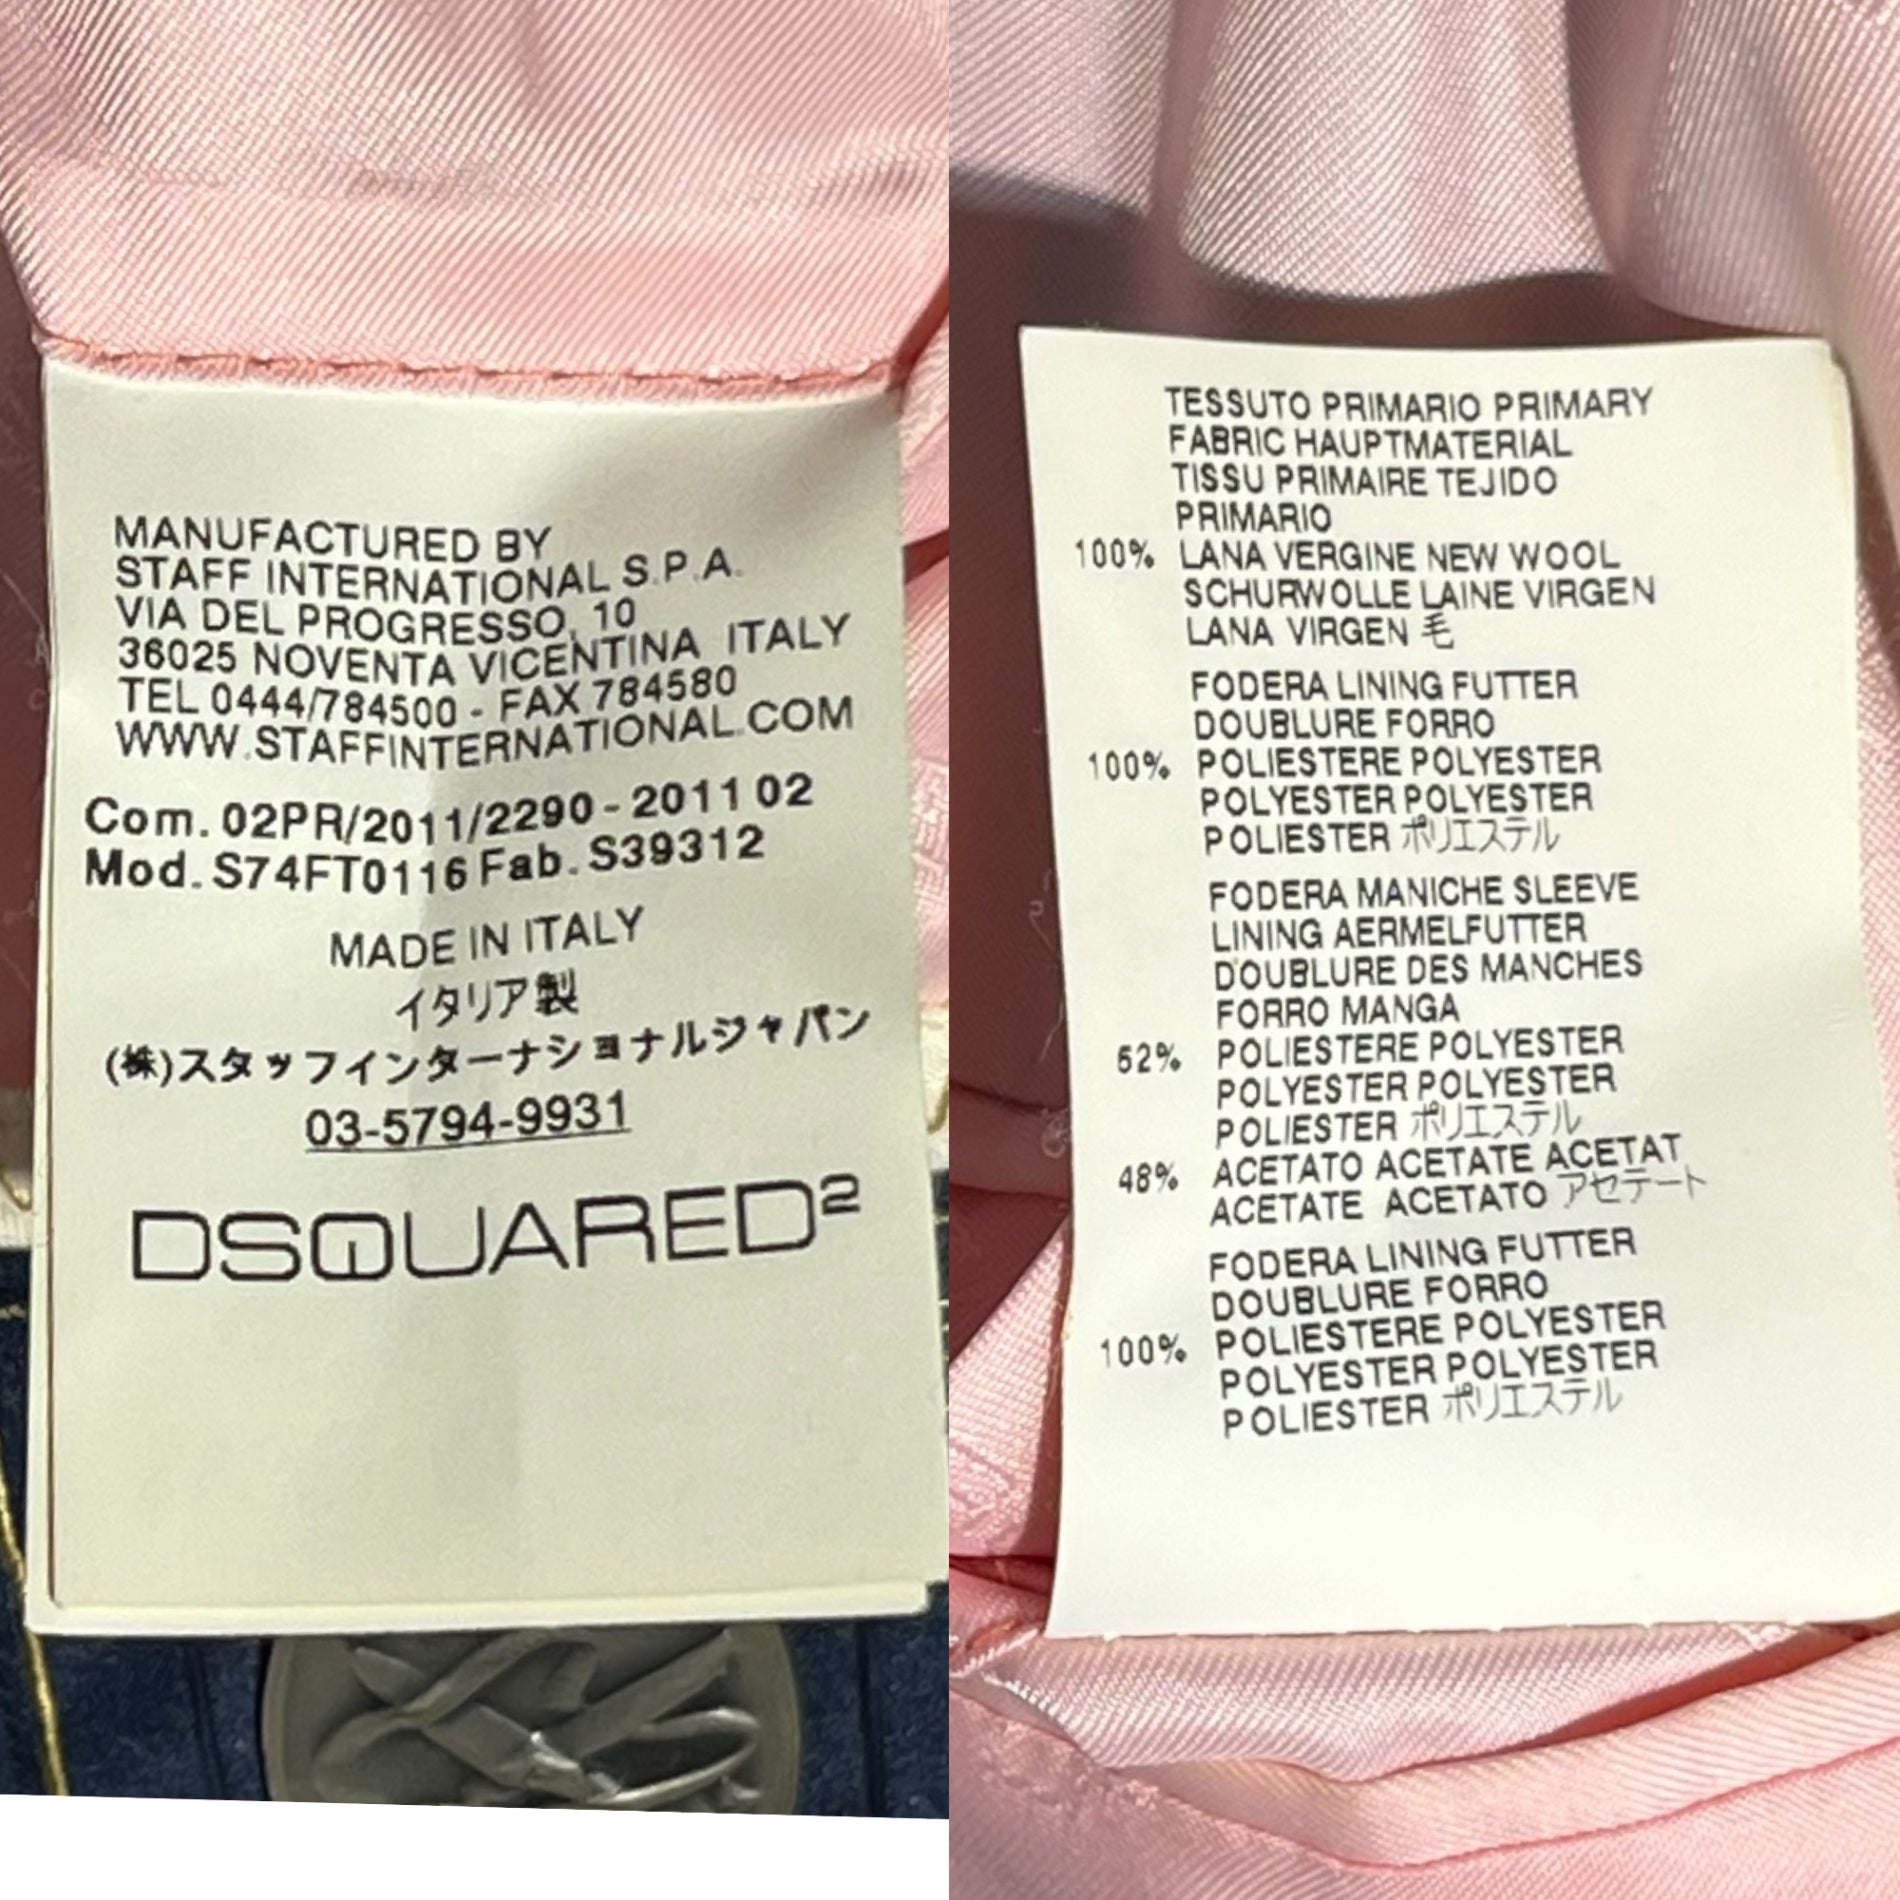 MANUFACTURED BY
STAFF INTERNATIONAL S.P.A.
VIA DEL PROGRESSO, 10
36025 NOVENTA VICENTINA ITALY
TEL 0444/784500 - FAX 784580
WWW.STAFFINTERNATIONAL.COM
Com. 02PR/2011/2290 - 2011 02
Mod. S74FT0116 Fab. S39312
MADE IN ITALY
イタリア製
(株)スタッフインターナショナルジャパン
03-5794-9931
DSQUARED2
TESSUTO PRIMARIO PRIMARY
FABRIC HAUPTMATERIAL
TISSU PRIMAIRE TEJIDO
PRIMARIO
100% LANA VERGINE NEW WOOL
SCHURWOLLE LAINE VIRGEN
LANA VIRGEN 毛
FODERA LINING FUTTER
DOUBLURE FORRO
100% POLIESTERE POLYESTER
POLYESTER POLYESTER
POLIESTER ポリエステル
FODERA MANICHE SLEEVE
LINING AERMELFUTTER
DOUBLURE DES MANCHES
FORRO MANGA
52% POLIESTERE POLYESTER
POLYESTER POLYESTER
POLIESTER ポリエステル
48% ACETATO ACETATE ACETAT
ACETATE ACETATO アセテート
FODERA LINING FUTTER
DOUBLURE FORRO
100% POLIESTERE POLYESTER
POLYESTER POLYESTER
POLIESTER ポリエステル